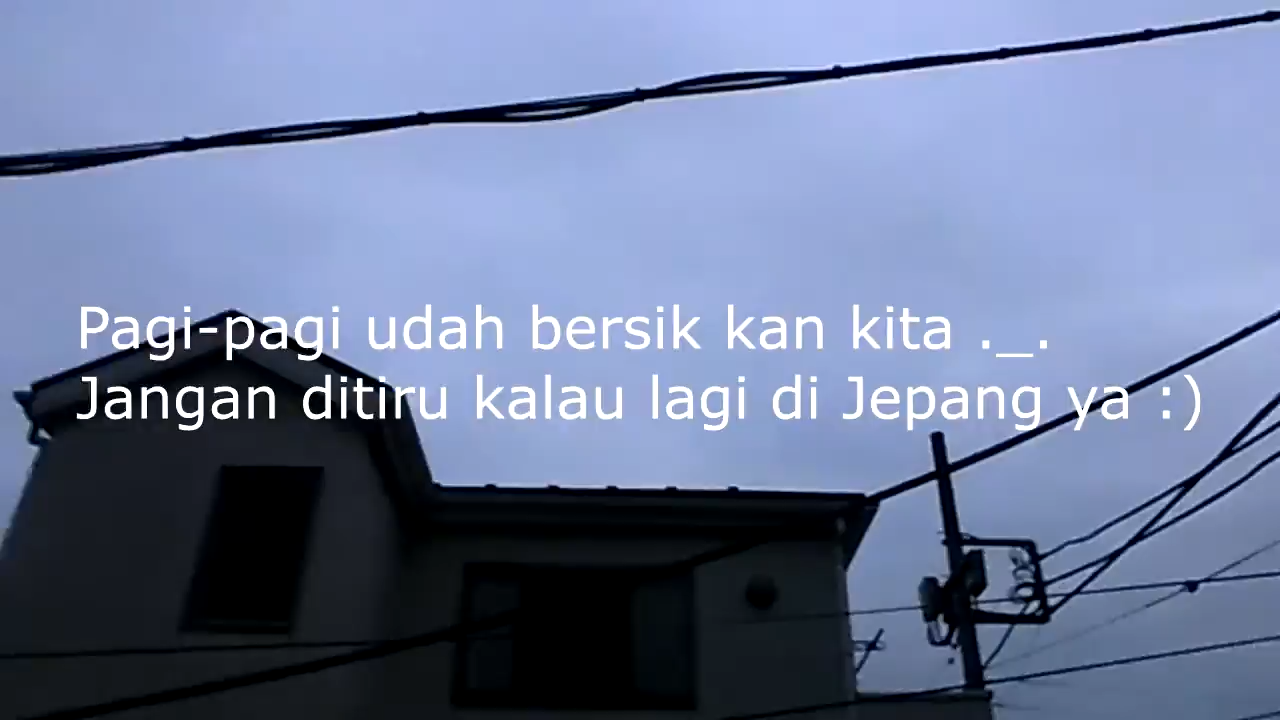 Pagi-pagi udah bersik kan kita ._.
Jangan ditiru kalau lagi di Jepang ya :)